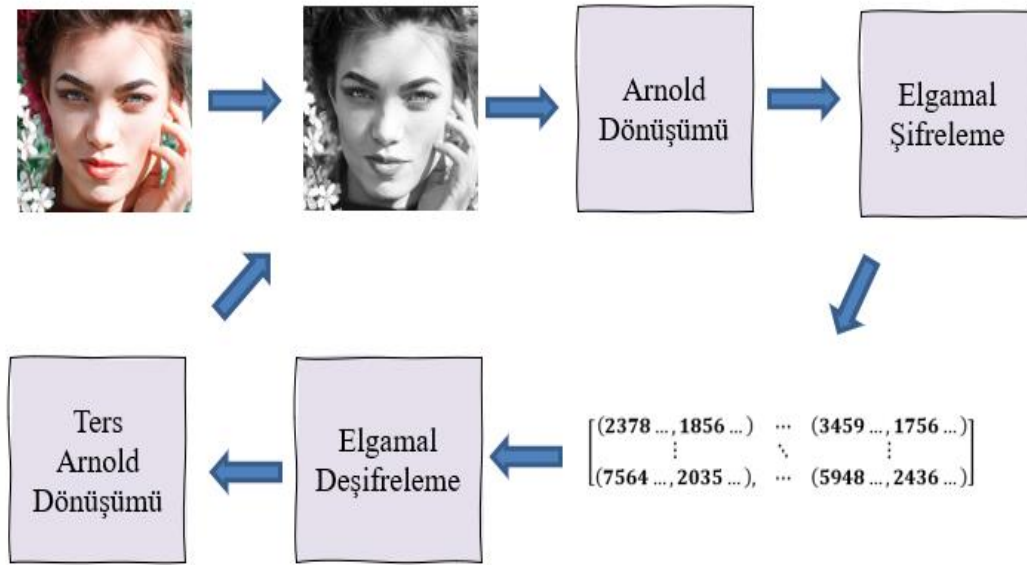 Arnold
Dönüşümü
Elgamal
Şifreleme
Ters
Arnold
Dönüşümü
Elgamal
Deşifreleme
[(2378 …, 1856 …) ⋯ (3459 …, 1756 …)]
⋮ ⋱ ⋮
[(7564 …, 2035 …), ⋯ (5948 …, 2436 …)]